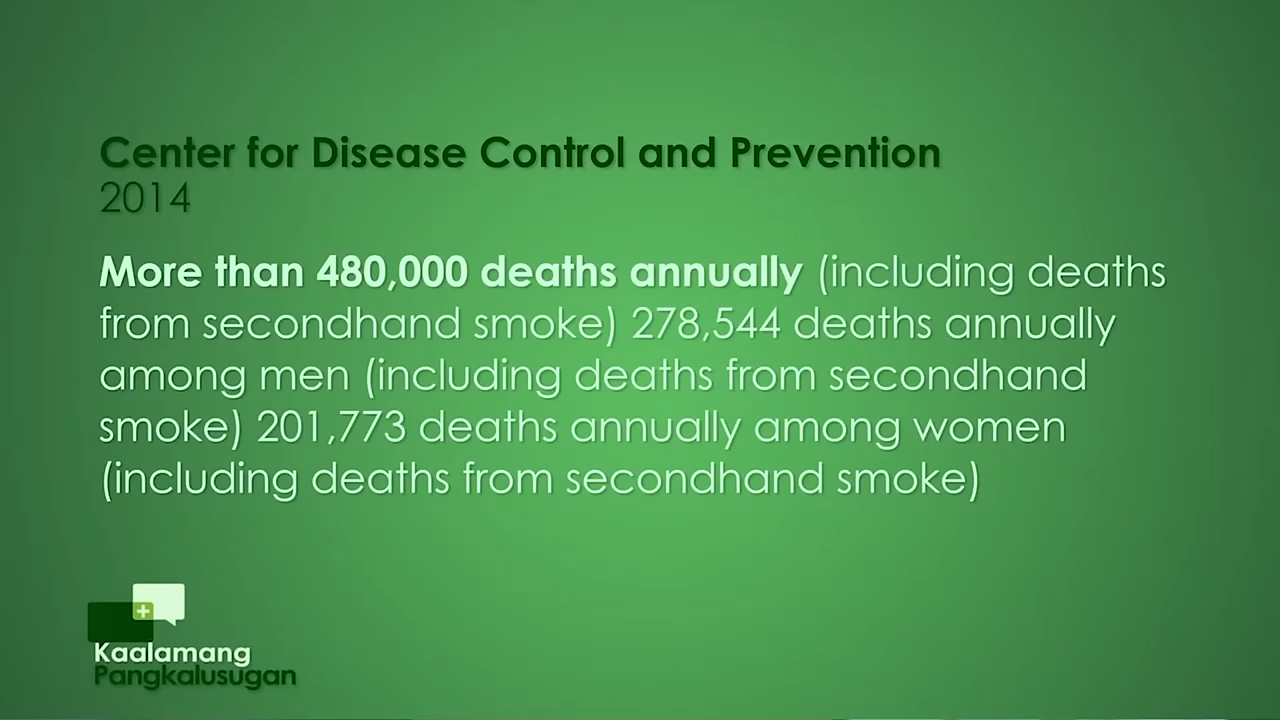 Center for Disease Control and Prevention
2014
More than 480,000 deaths annually (including deaths
from secondhand smoke) 278,544 deaths annually
among men (including deaths from secondhand
smoke) 201,773 deaths annually among women
(including deaths from secondhand smoke)
Kaalamang
Pangkalusugan